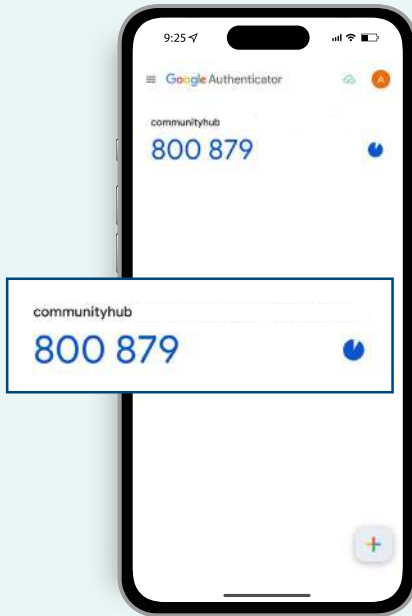 9:25
Google Authenticator
A
communityhub
800 879
communityhub
800 879
+